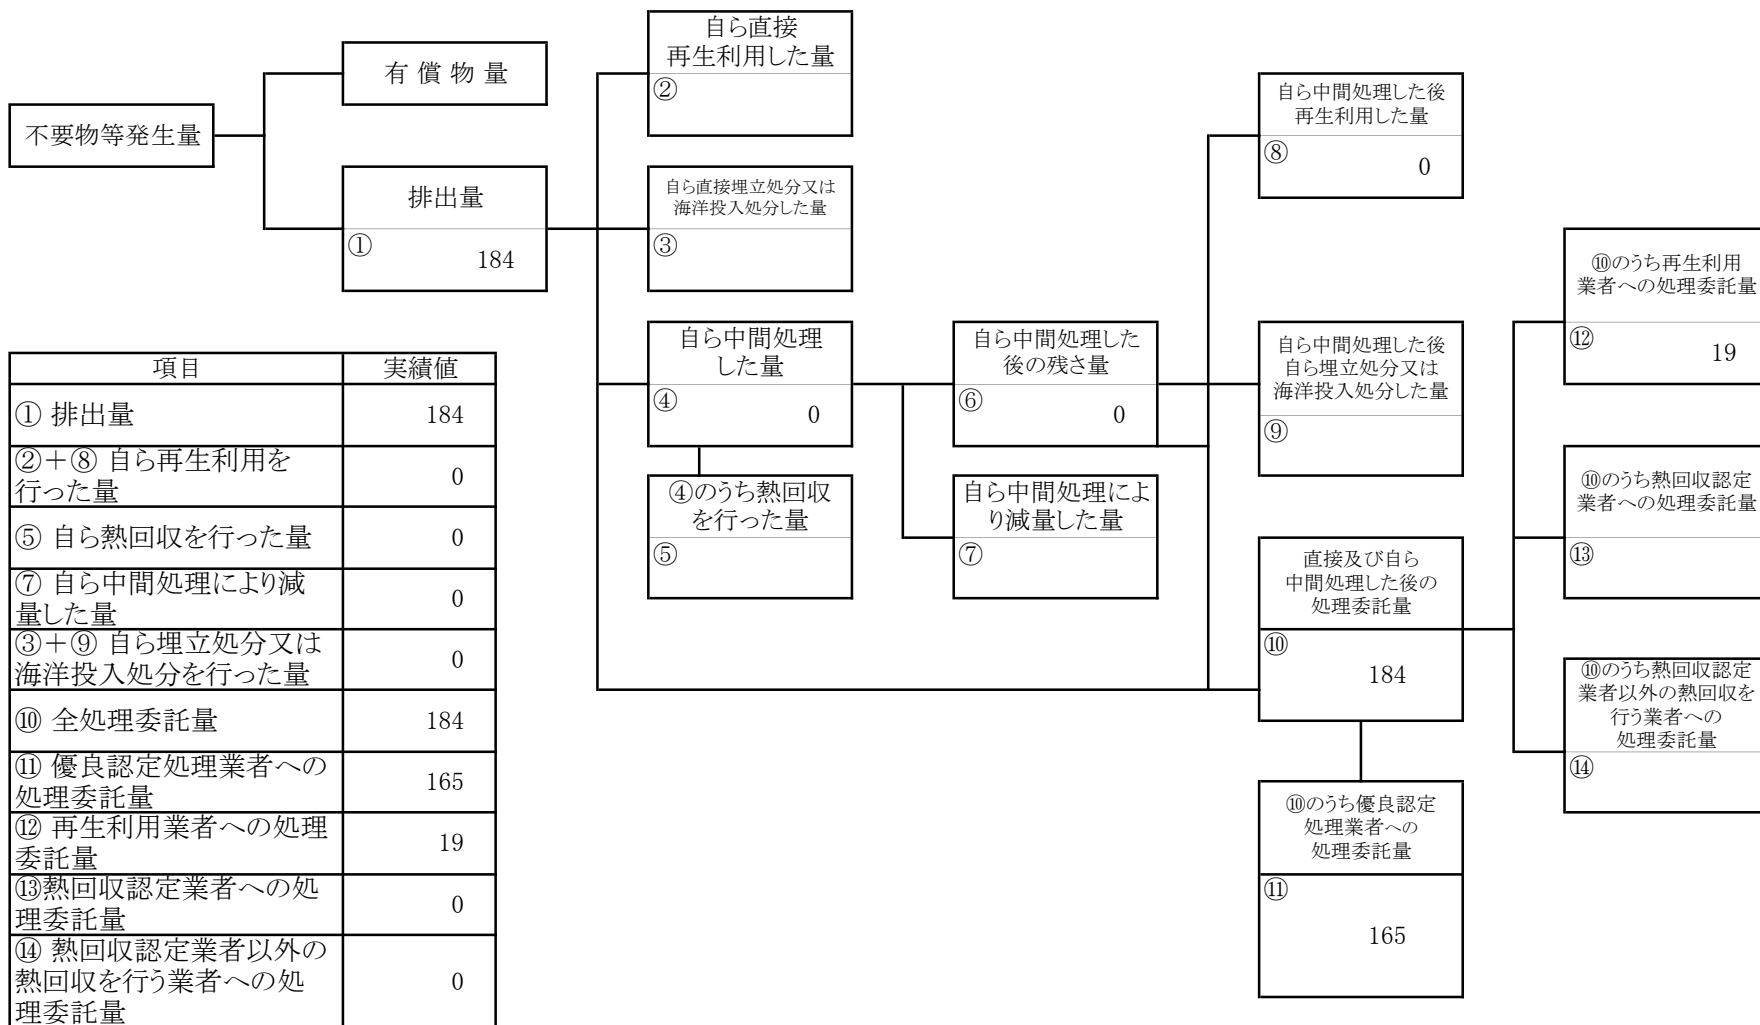 不要物等発生量
有 償 物 量
排出量
①
184
自ら直接
再生利用した量
②
自ら直接埋立処分又は
海洋投入処分した量
③
自ら中間処理
した量
④
0
④のうち熱回収
を行った量
⑤
自ら中間処理した
後の残さ量
⑥
0
自ら中間処理によ
り減量した量
⑦
自ら中間処理した後
再生利用した量
⑧
0
自ら中間処理した後
自ら埋立処分又は
海洋投入処分した量
⑨
直接及び自ら
中間処理した後の
処理委託量
⑩
184
⑩のうち優良認定
処理業者への
処理委託量
⑪
165
⑩のうち再生利用
業者への処理委託量
⑫
19
⑩のうち熱回収認定
業者への処理委託量
⑬
⑩のうち熱回収認定
業者以外の熱回収を
行う業者への
処理委託量
⑭
項目 実績値
① 排出量 184
②+⑧ 自ら再生利用を
行った量 0
⑤ 自ら熱回収を行った量 0
⑦ 自ら中間処理により減
量した量 0
③+⑨ 自ら埋立処分又は
海洋投入処分を行った量 0
⑩ 全処理委託量 184
⑪ 優良認定処理業者への
処理委託量 165
⑫ 再生利用業者への処理
委託量 19
⑬熱回収認定業者への処
理委託量 0
⑭ 熱回収認定業者以外の
熱回収を行う業者への処 0
理委託量